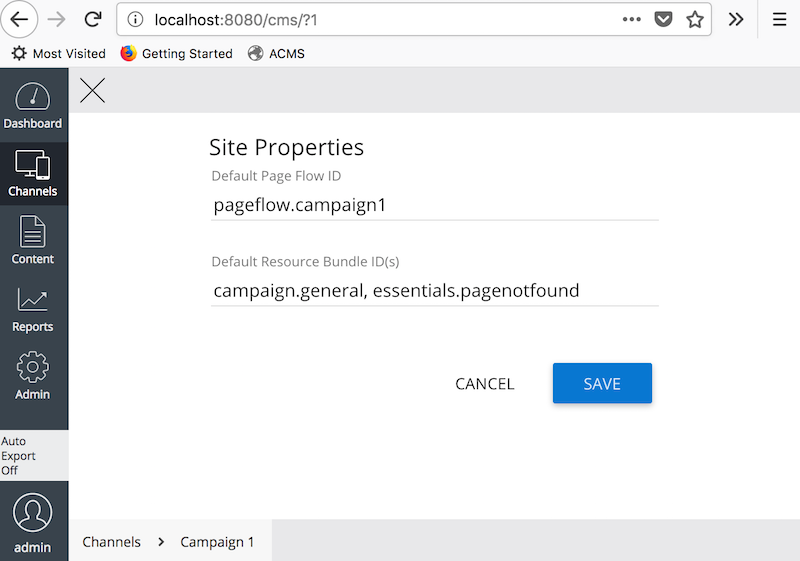 localhost:8080/cms/?1
Most Visited Getting Started ACMS
Dashboard
Channels
Content
Reports
Admin
Auto
Export
Off
admin
Site Properties
Default Page Flow ID
pageflow.campaign1
Default Resource Bundle ID(s)
campaign.general, essentials.pagenotfound
CANCEL SAVE
Channels > Campaign 1